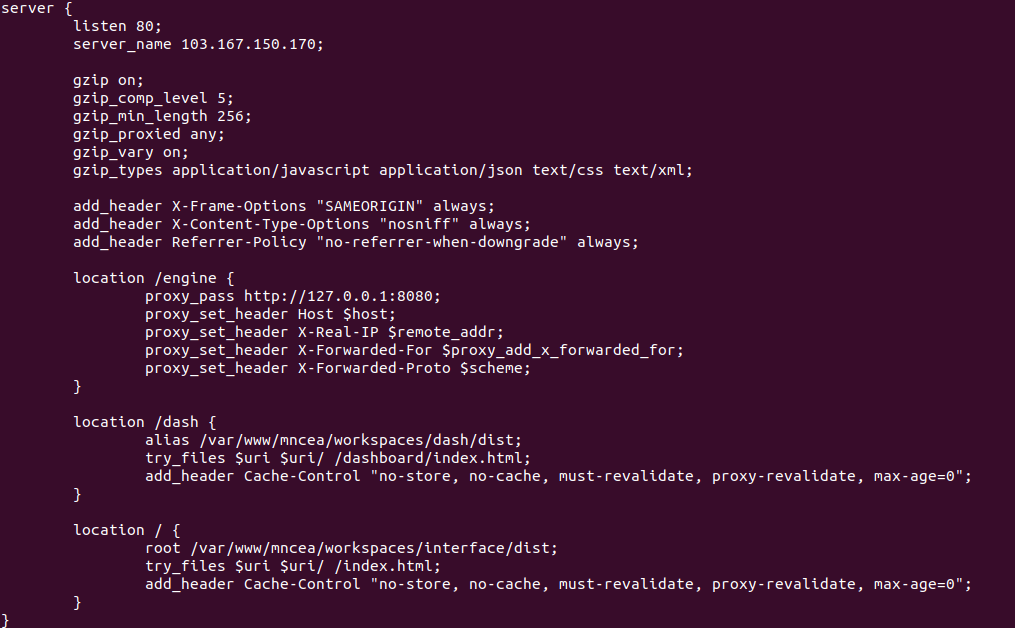 server {
        listen 80;
        server_name 103.167.150.170;

        gzip on;
        gzip_comp_level 5;
        gzip_min_length 256;
        gzip_proxied any;
        gzip_vary on;
        gzip_types application/javascript application/json text/css text/xml;

        add_header X-Frame-Options "SAMEORIGIN" always;
        add_header X-Content-Type-Options "nosniff" always;
        add_header Referrer-Policy "no-referrer-when-downgrade" always;

        location /engine {
                proxy_pass http://127.0.0.1:8080;
                proxy_set_header Host $host;
                proxy_set_header X-Real-IP $remote_addr;
                proxy_set_header X-Forwarded-For $proxy_add_x_forwarded_for;
                proxy_set_header X-Forwarded-Proto $scheme;
        }

        location /dash {
                alias /var/www/mncea/workspaces/dash/dist;
                try_files $uri $uri/ /dashboard/index.html;
                add_header Cache-Control "no-store, no-cache, must-revalidate, proxy-revalidate, max-age=0";
        }

        location / {
                root /var/www/mncea/workspaces/interface/dist;
                try_files $uri $uri/ /index.html;
                add_header Cache-Control "no-store, no-cache, must-revalidate, proxy-revalidate, max-age=0";
        }
}